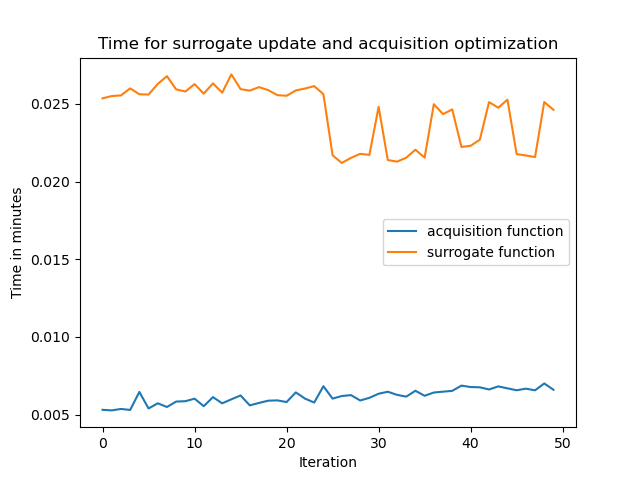 Time for surrogate update and acquisition optimization
Time in minutes
0.025
0.020
0.015
0.010
0.005
acquisition function
surrogate function
0 10 20 30 40 50
Iteration